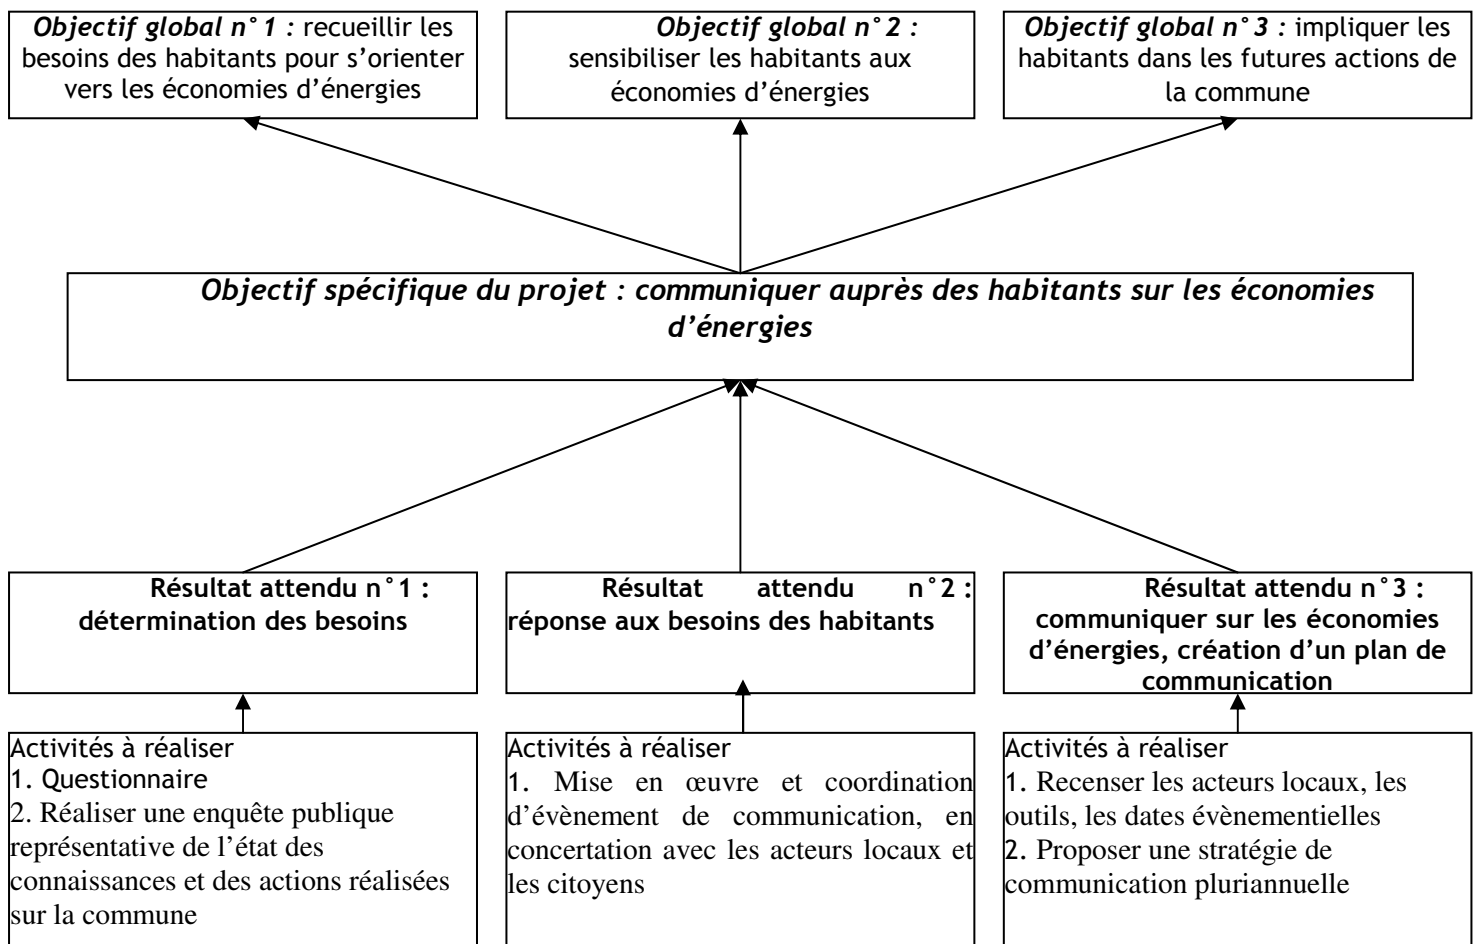 Objectif global n°1 : recueillir les
besoins des habitants pour s'orienter
vers les économies d'énergies
Objectif global n°2 :
sensibiliser les habitants aux
économies d'énergies
Objectif global n°3 : impliquer les
habitants dans les futures actions de
la commune
Objectif spécifique du projet : communiquer auprès des habitants sur les économies
d'énergies
Résultat attendu n°1 :
détermination des besoins
Résultat attendu n°2 :
réponse aux besoins des habitants
Résultat attendu n°3 :
communiquer sur les économies
d'énergies, création d'un plan de
communication
Activités à réaliser
1. Questionnaire
2. Réaliser une enquête publique
représentative de l'état des
connaissances et des actions réalisées
sur la commune
Activités à réaliser
1. Mise en œuvre et coordination
d'évènement de communication, en
concertation avec les acteurs locaux et
les citoyens
Activités à réaliser
1. Recenser les acteurs locaux, les
outils, les dates évènementielles
2. Proposer une stratégie de
communication pluriannuelle